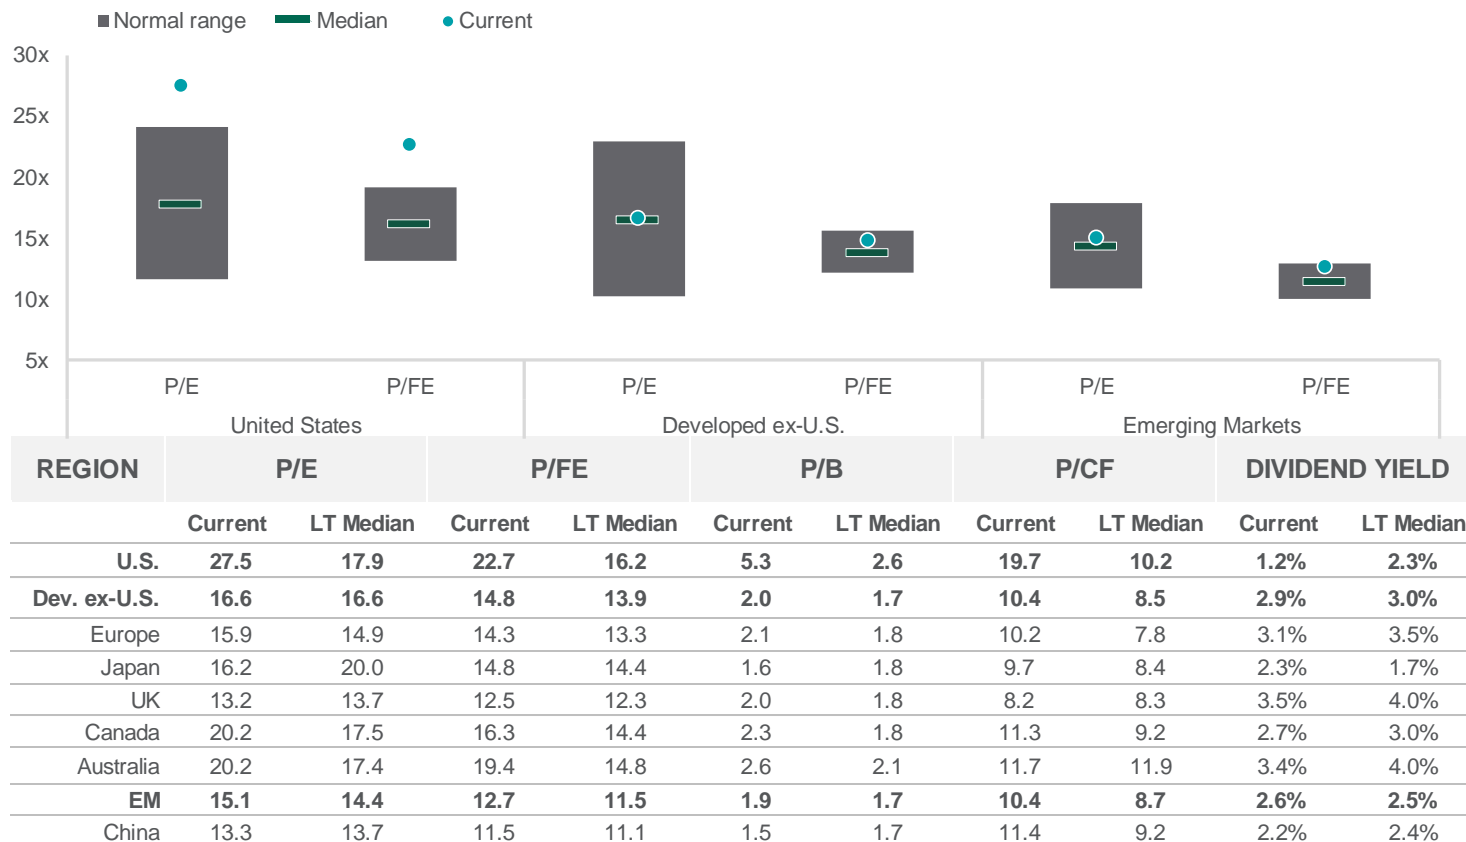 Normal range Median Current
30x
25x
20x
15x
10x
5x
P/E P/FE P/E P/FE P/E P/FE
United States Developed ex-U.S. Emerging Markets
REGION P/E P/FE P/B P/CF DIVIDEND YIELD
Current LT Median Current LT Median Current LT Median Current LT Median Current LT Median
U.S. 27.5 17.9 22.7 16.2 5.3 2.6 19.7 10.2 1.2% 2.3%
Dev. ex-U.S. 16.6 16.6 14.8 13.9 2.0 1.7 10.4 8.5 2.9% 3.0%
Europe 15.9 14.9 14.3 13.3 2.1 1.8 10.2 7.8 3.1% 3.5%
Japan 16.2 20.0 14.8 14.4 1.6 1.8 9.7 8.4 2.3% 1.7%
UK 13.2 13.7 12.5 12.3 2.0 1.8 8.2 8.3 3.5% 4.0%
Canada 20.2 17.5 16.3 14.4 2.3 1.8 11.3 9.2 2.7% 3.0%
Australia 20.2 17.4 19.4 14.8 2.6 2.1 11.7 11.9 3.4% 4.0%
EM 15.1 14.4 12.7 11.5 1.9 1.7 10.4 8.7 2.6% 2.5%
China 13.3 13.7 11.5 11.1 1.5 1.7 11.4 9.2 2.2% 2.4%